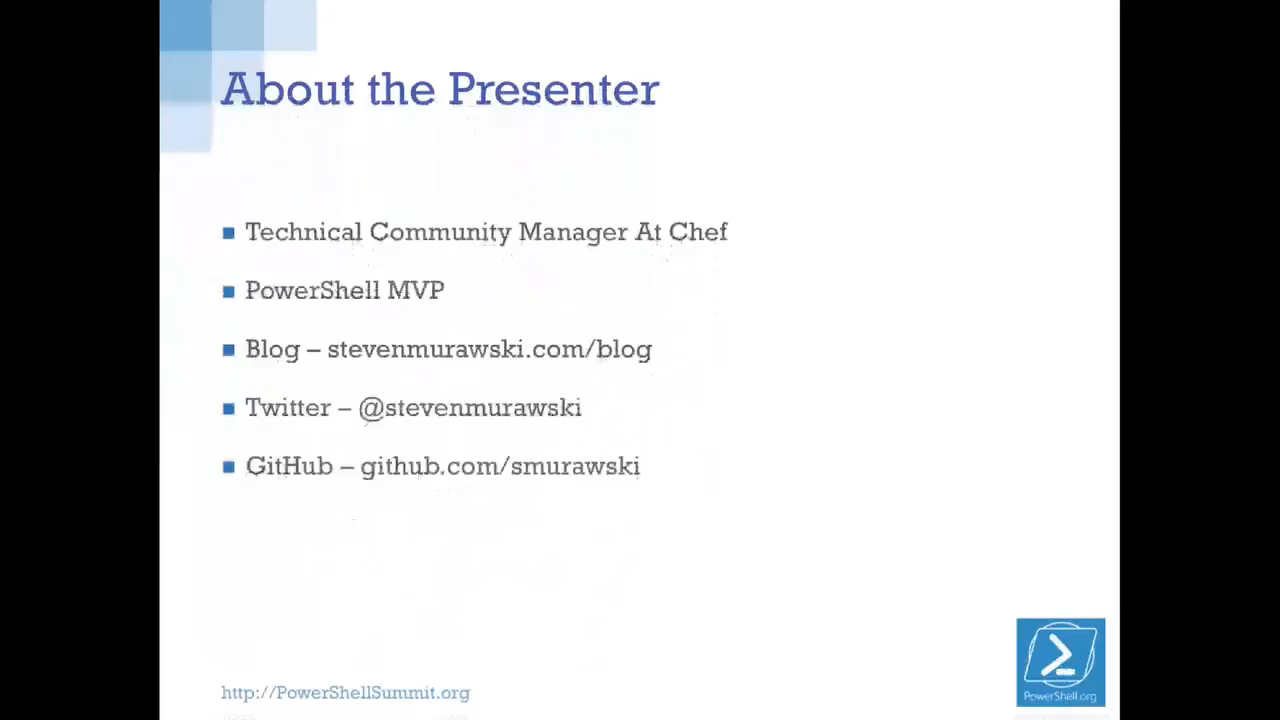 About the Presenter
Technical Community Manager At Chef
PowerShell MVP
Blog – stevenmurawski.com/blog
Twitter – @stevenmurawski
GitHub – github.com/smurawski
http://PowerShellSummit.org
PowerShell.org